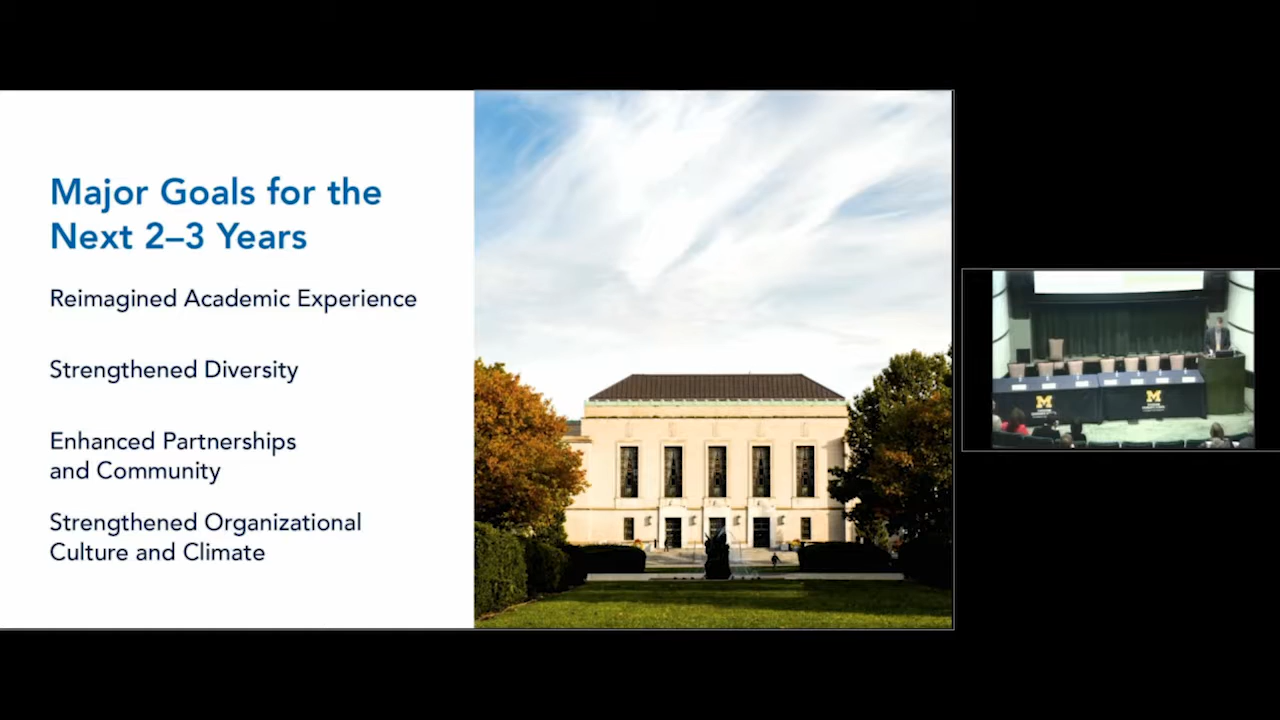 Major Goals for the
Next 2–3 Years
Reimagined Academic Experience
Strengthened Diversity
Enhanced Partnerships
and Community
Strengthened Organizational
Culture and Climate
M
M